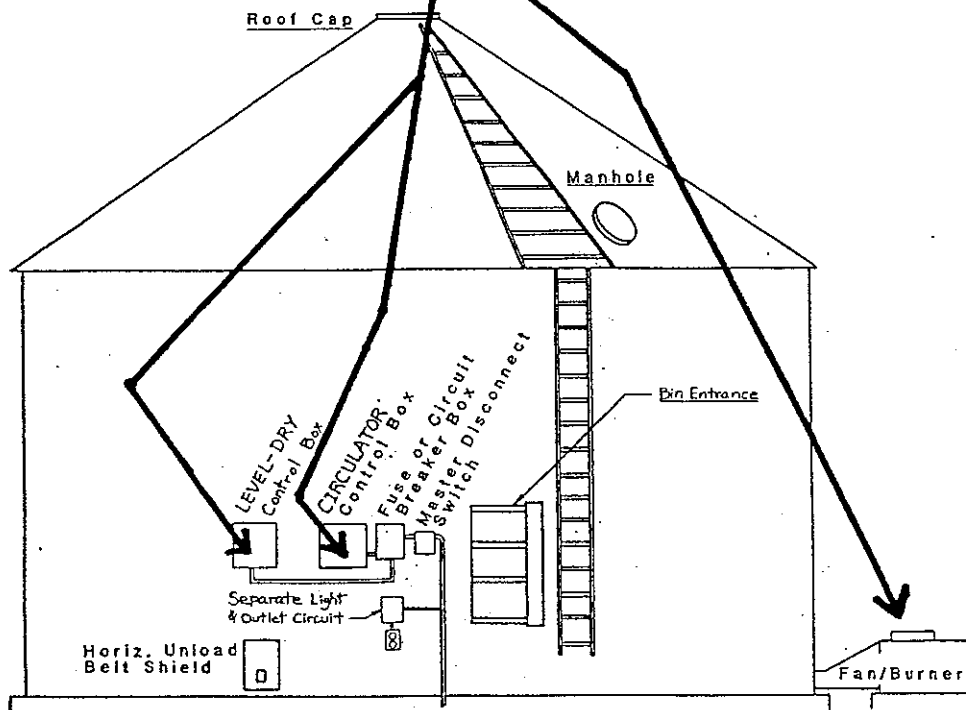 Roof Cap
Manhole
Bin Entrance
LEVEL-DRY
Control Box
CIRCULATOR
Control Box
Fuse or Circuit
Breaker Box
Master Disconnect
Switch
Separate Light
& Outlet Circuit
Horiz. Unload
Belt Shield
Fan/Burner